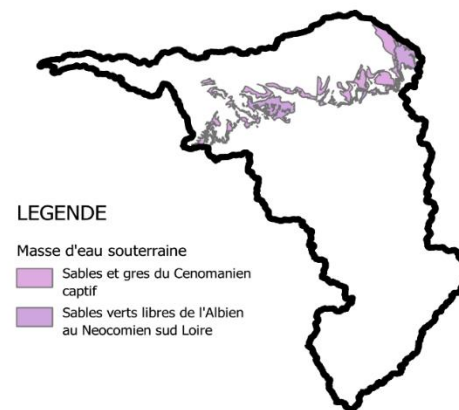 LEGENDE
Masse d'eau souterraine
Sables et gres du Cenomanien
captif
Sables verts libres de l'Albien
au Neocomien sud Loire